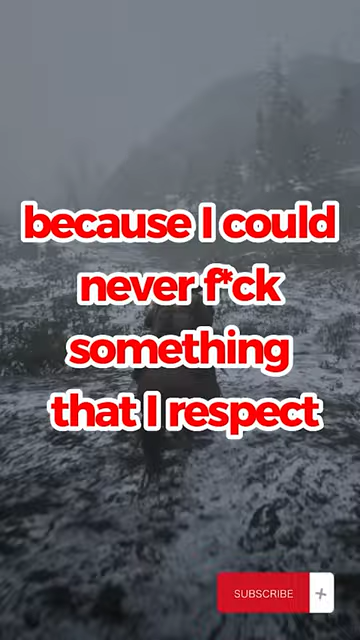 because I could
never f*ck
something
that I respect
SUBSCRIBE +